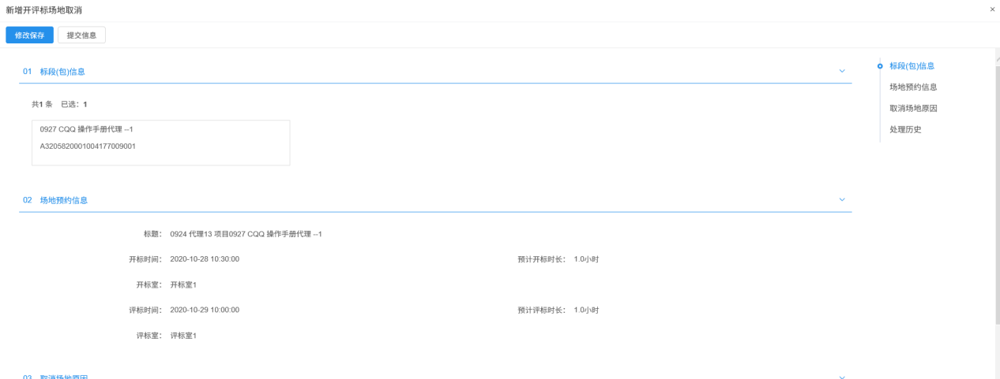 新增开评标场地取消
×
修改保存 提交信息
01 标段(包)信息
共1 条 已选：1
0927 CQQ 操作手册代理 --1
A3205820001004177009001
02 场地预约信息
标题： 0924 代理13 项目0927 CQQ 操作手册代理 --1
开标时间： 2020-10-28 10:30:00 预计开标时长： 1.0小时
开标室： 开标室1
评标时间： 2020-10-29 10:00:00 预计评标时长： 1.0小时
评标室： 评标室1
03 取消场地原因
标段(包)信息
场地预约信息
取消场地原因
处理历史